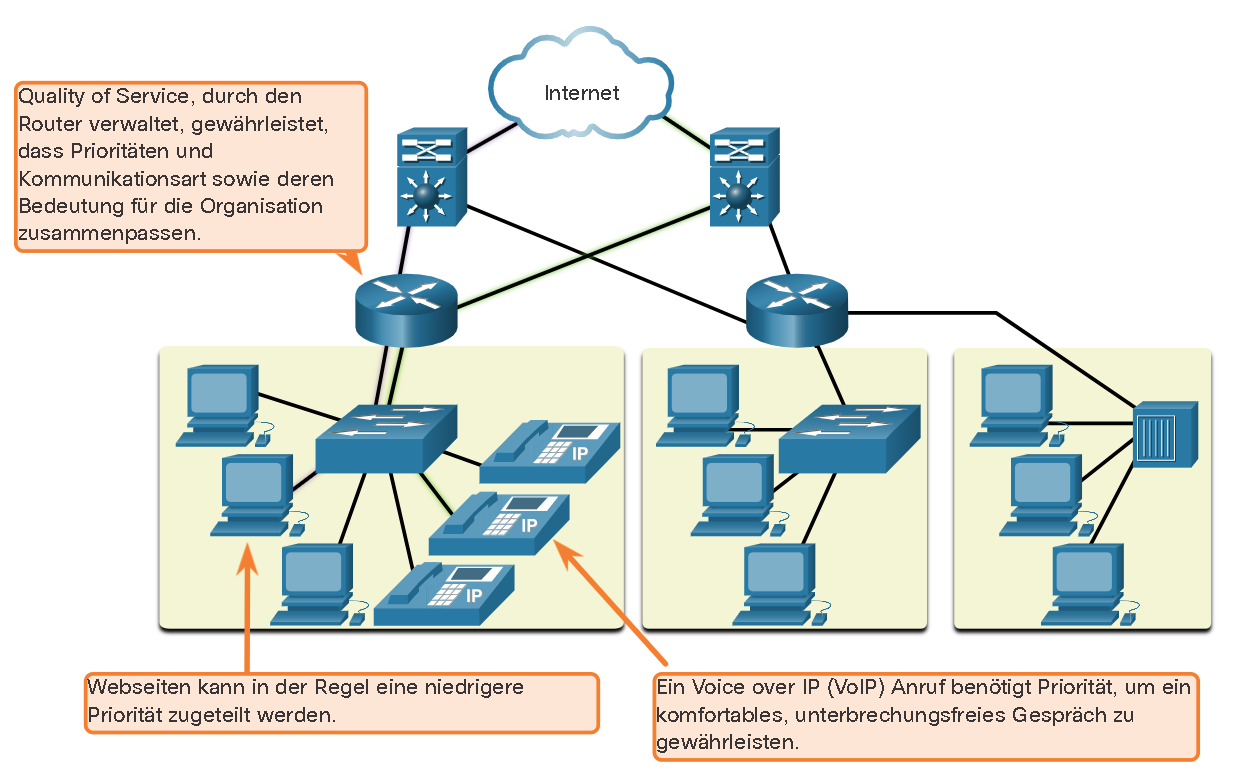 Internet
Quality of Service, durch den
Router verwaltet, gewährleistet,
dass Prioritäten und
Kommunikationsart sowie deren
Bedeutung für die Organisation
zusammenpassen.
IP
IP
IP
Webseiten kann in der Regel eine niedrigere
Priorität zugeteilt werden.
Ein Voice over IP (VoIP) Anruf benötigt Priorität, um ein
komfortables, unterbrechungsfreies Gespräch zu
gewährleisten.